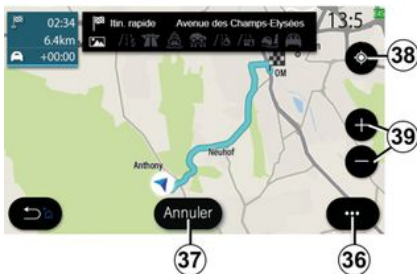 02:34
6.4km
+00:00
Itin. rapide Avenue des Champs-Elysées
13:5
OM
Neuhof
Anthony
Annuler
38
39
37
36